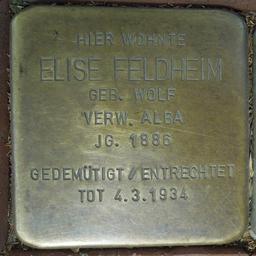 HIER WOHNTE
ELISE FELDHEIM
GEB. WOLF
VERW. ALBA
JG. 1886
GEDEMÜTIGT / ENTRECHTET
TOT 4.3.1934